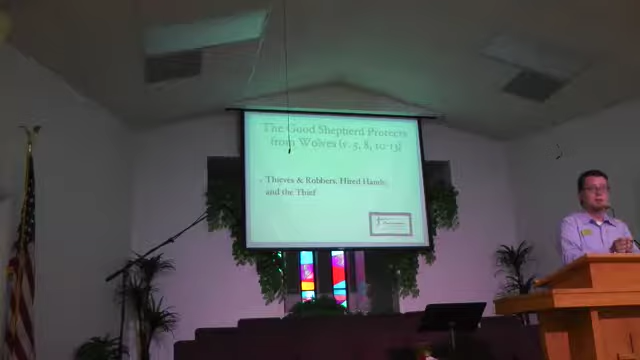 The Good Shepherd Protects
from Wolves (v. 5, 8, 10-13)
Thieves & Robbers, Hired Hands,
and the Thief